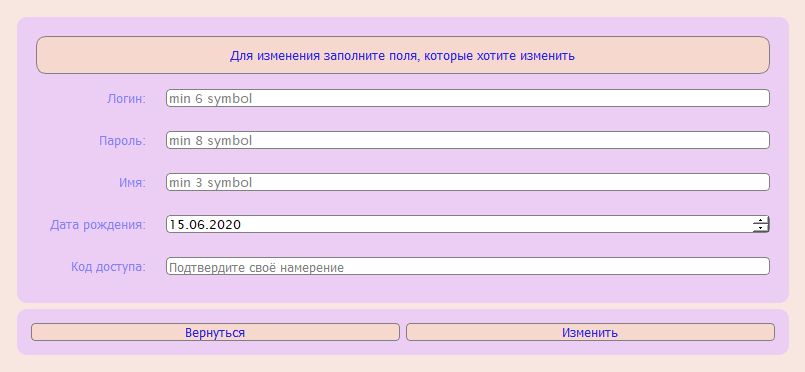 Для изменения заполните поля, которые хотите изменить
Логин: min 6 symbol
Пароль: min 8 symbol
Имя: min 3 symbol
Дата рождения: 15.06.2020
Код доступа: Подтвердите своё намерение
Вернуться Изменить